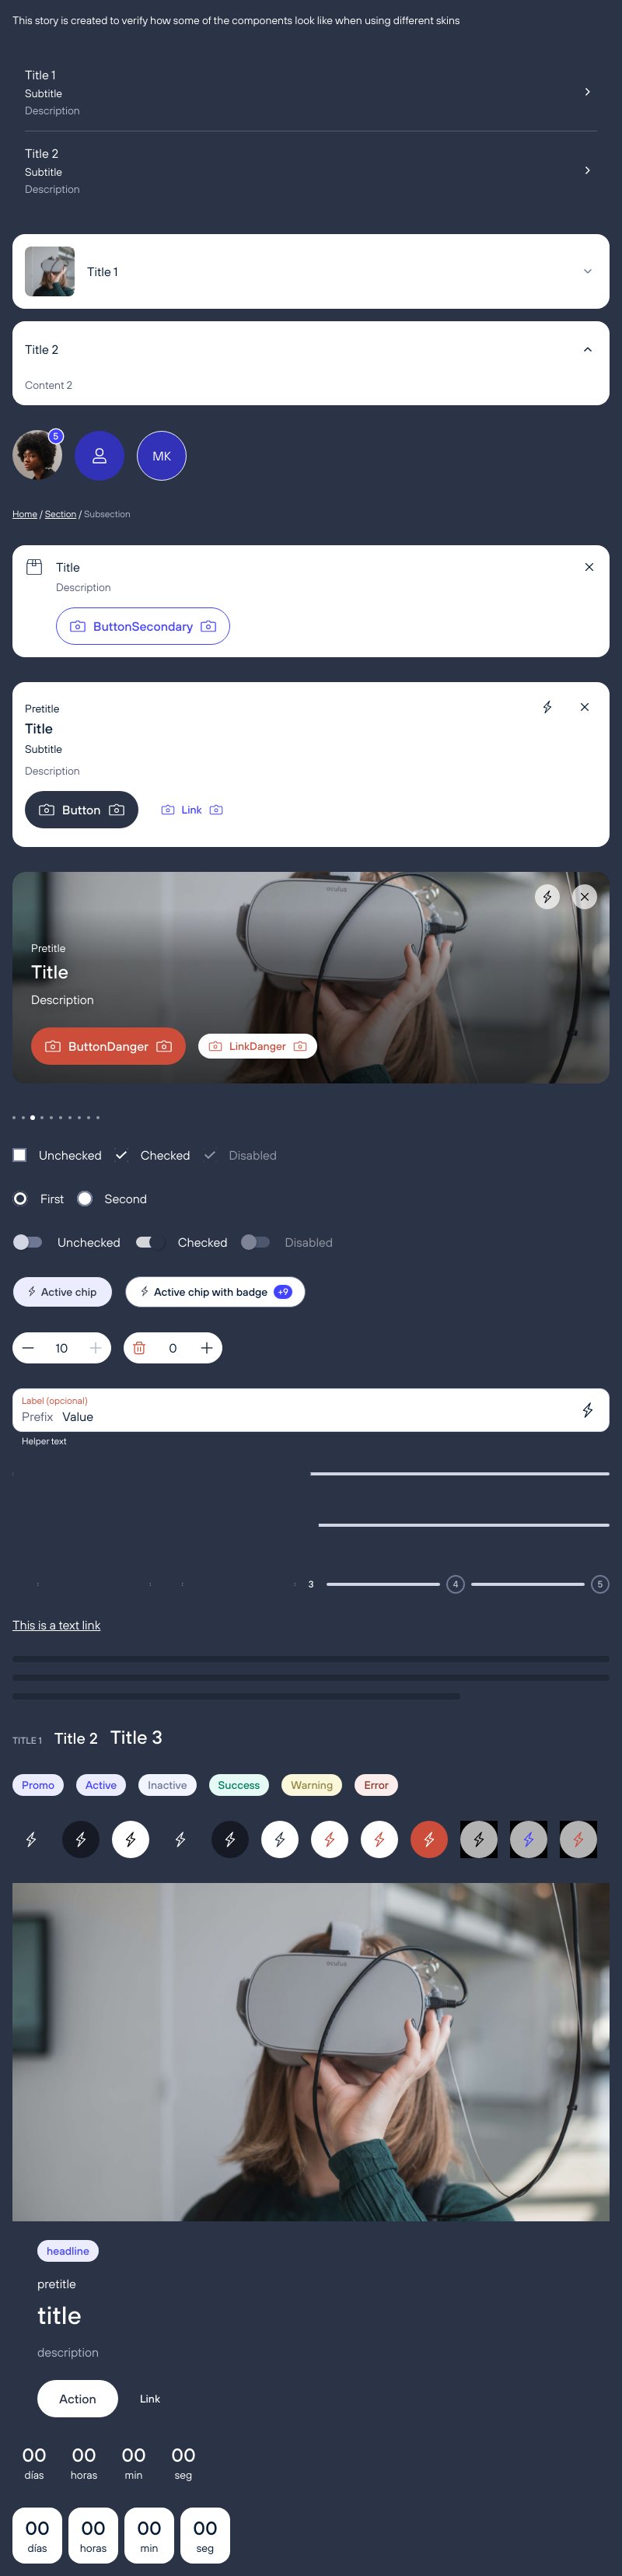 This story is created to verify how some of the components look like when using different skins
Title 1
Subtitle
Description
Title 2
Subtitle
Description
Title 1
Title 2
Content 2
5
MK
Home / Section / Subsection
Title
Description
ButtonSecondary
Pretitle
Title
Subtitle
Description
Button Link
oculus
Pretitle
Title
Description
ButtonDanger LinkDanger
Unchecked Checked Disabled
First Second
Unchecked Checked Disabled
Active chip Active chip with badge +9
10 0
Label (opcional)
Prefix Value
Helper text
3 4 5
This is a text link
TITLE 1 Title 2 Title 3
Promo Active Inactive Success Warning Error
oculus
headline
pretitle
title
description
Action Link
00 00 00 00
días horas min seg
00 00 00 00
días horas min seg